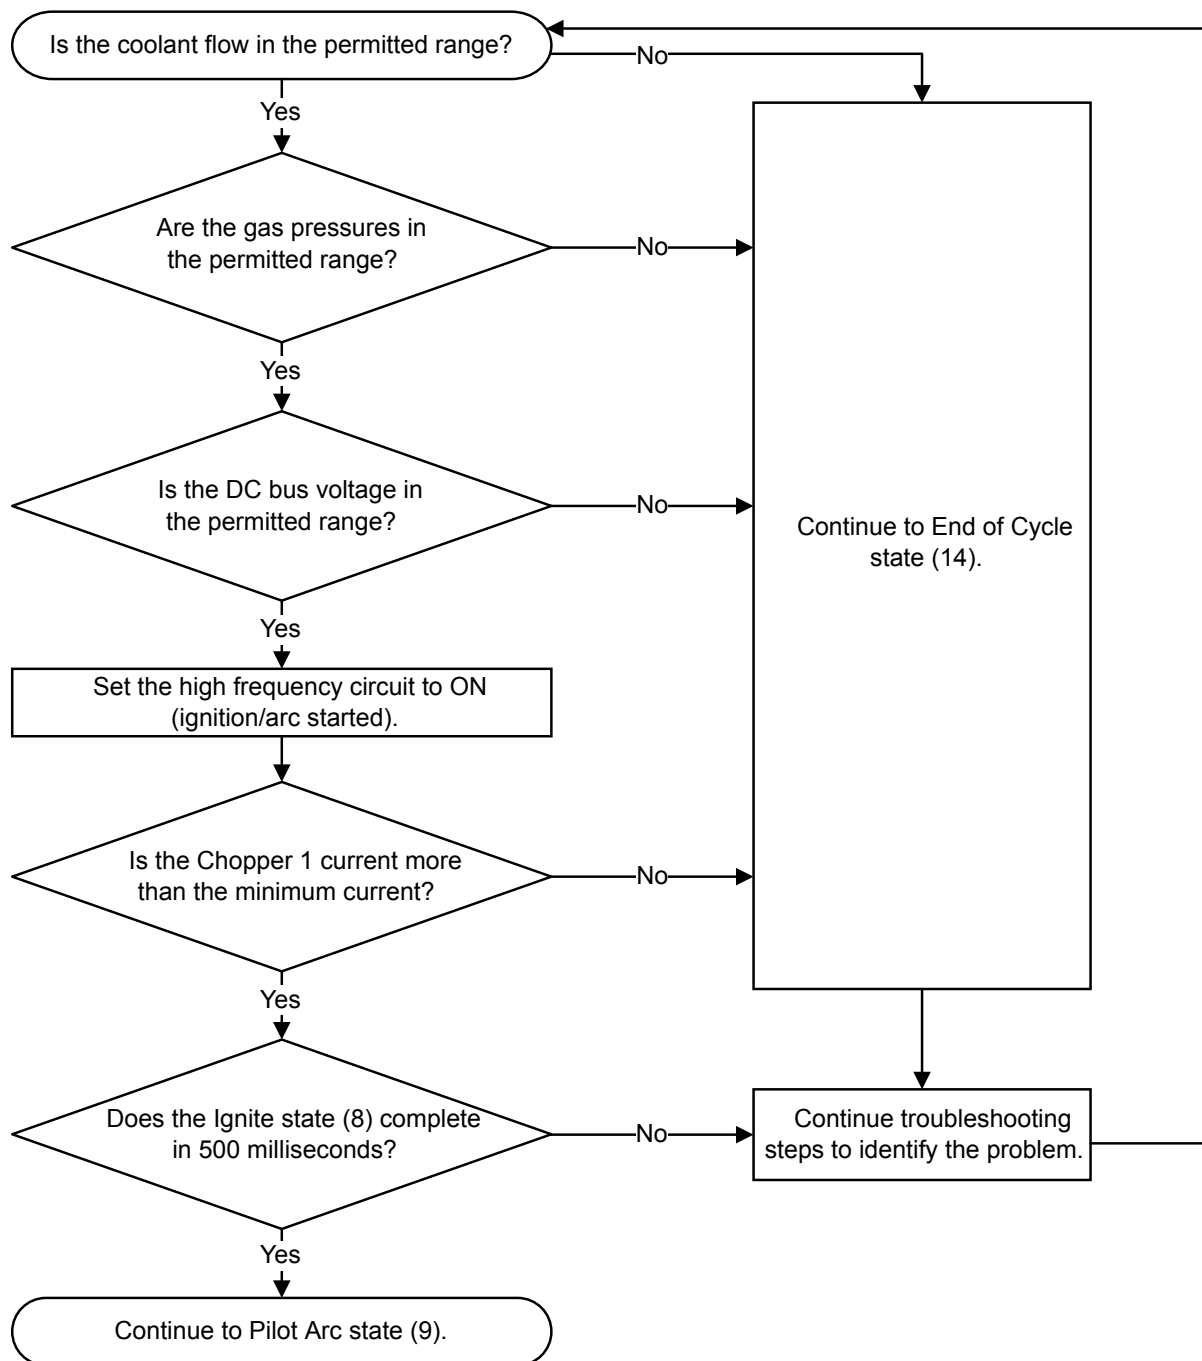 Is the coolant flow in the permitted range?
No
Yes
Are the gas pressures in
the permitted range?
No
Yes
Is the DC bus voltage in
the permitted range?
No
Continue to End of Cycle
state (14).
Yes
Set the high frequency circuit to ON
(ignition/arc started).
Is the Chopper 1 current more
than the minimum current?
No
Yes
Does the Ignite state (8) complete
in 500 milliseconds?
No
Continue troubleshooting
steps to identify the problem.
Yes
Continue to Pilot Arc state (9).